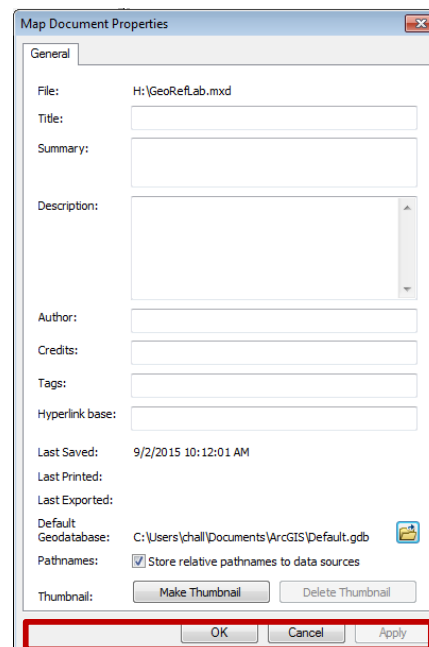 Map Document Properties
General
File: H:\GeoRefLab.mxd
Title:
Summary:
Description:
Author:
Credits:
Tags:
Hyperlink base:
Last Saved: 9/2/2015 10:12:01 AM
Last Printed:
Last Exported:
Default
Geodatabase: C:\Users\chall\Documents\ArcGIS\Default.gdb
Pathnames: Store relative pathnames to data sources
Thumbnail: Make Thumbnail Delete Thumbnail
OK Cancel Apply